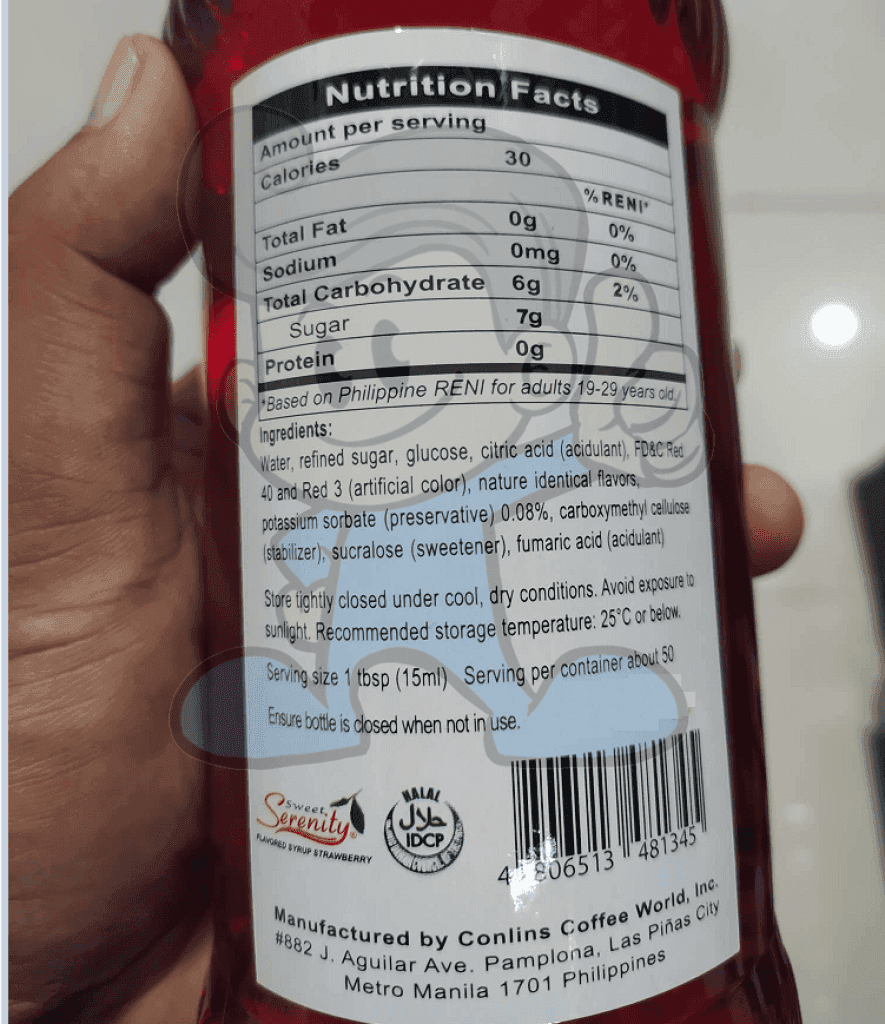 Nutrition Facts
Amount per serving
Calories 30
% RENI*
Total Fat 0g 0%
Sodium 0mg 0%
Total Carbohydrate 6g 2%
Sugar 7g
Protein 0g
*Based on Philippine RENI for adults 19-29 years old.
Ingredients:
Water, refined sugar, glucose, citric acid (acidulant), FD&C Red
40 and Red 3 (artificial color), nature identical flavors,
potassium sorbate (preservative) 0.08%, carboxymethyl cellulose
(stabilizer), sucralose (sweetener), fumaric acid (acidulant)
Store tightly closed under cool, dry conditions. Avoid exposure to
sunlight. Recommended storage temperature: 25°C or below.
Serving size 1 tbsp (15ml) Serving per container about 50
Ensure bottle is closed when not in use.
Sweet
Serenity®
FLAVORED SYRUP STRAWBERRY
HALAL
حلال
IDCP
4 806513 481345
Manufactured by Conlins Coffee World, Inc.
#882 J. Aguilar Ave. Pamplona, Las Piñas City
Metro Manila 1701 Philippines